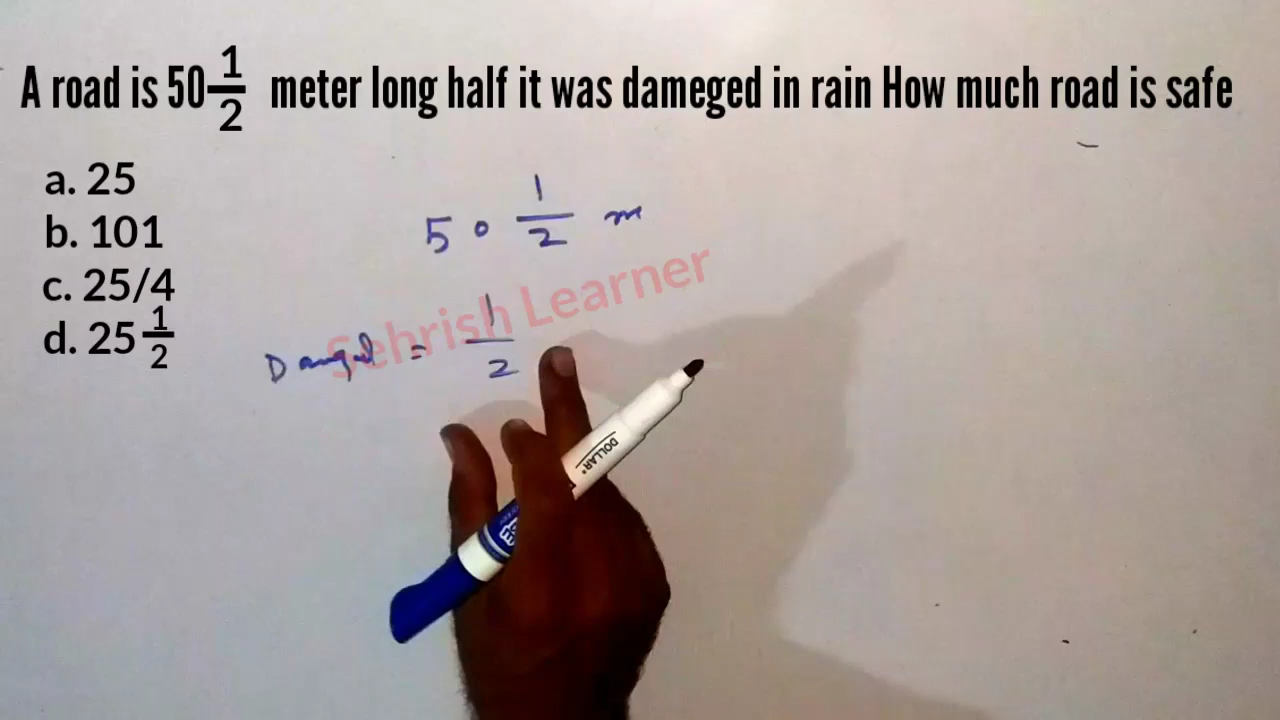 A road is 50 1/2 meter long half it was dameged in rain How much road is safe
a. 25
b. 101
c. 25/4
d. 25 1/2
50 1/2 m
Sehrish Learner
= 1/2
DOLLAR